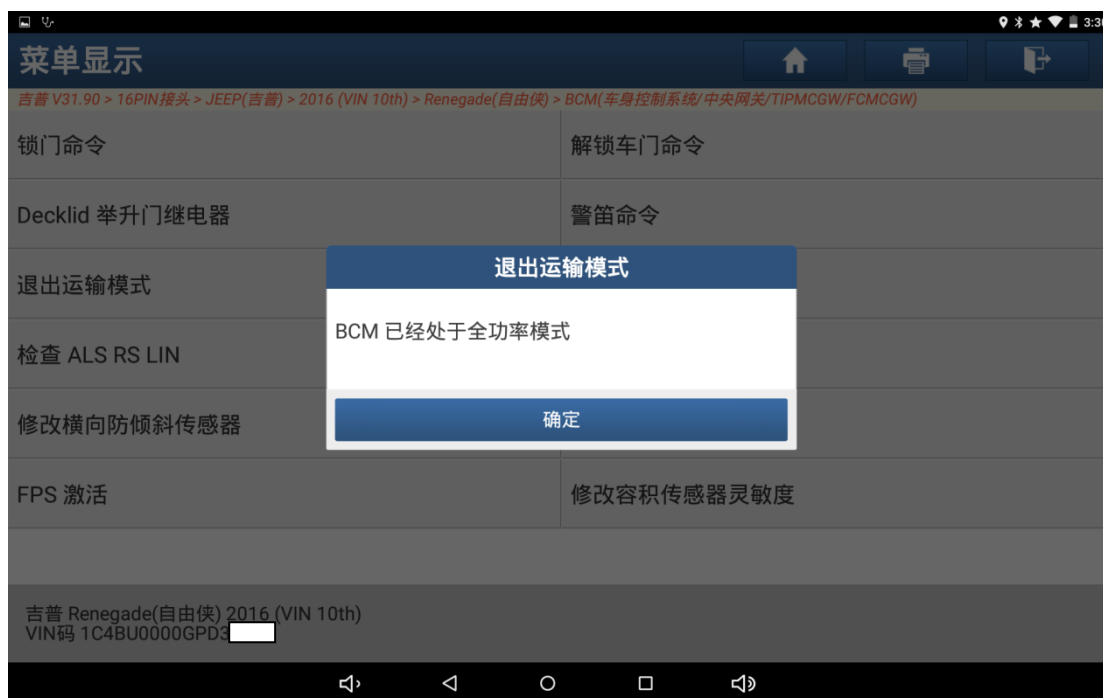 3:30
菜单显示
吉普 V31.90 > 16PIN接头 > JEEP(吉普) > 2016 (VIN 10th) > Renegade(自由侠) > BCM(车身控制系统/中央网关/TIPMCGW/FCMCGW)
锁门命令
解锁车门命令
Decklid 举升门继电器
警笛命令
退出运输模式
退出运输模式
BCM 已经处于全功率模式
检查 ALS RS LIN
确定
修改横向防倾斜传感器
FPS 激活
修改容积传感器灵敏度
吉普 Renegade(自由侠) 2016 (VIN 10th)
VIN码 1C4BU0000GPD3